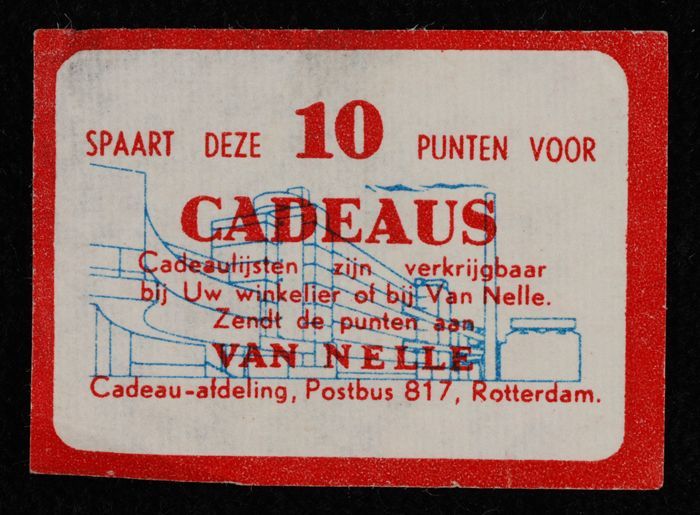 SPAART DEZE 10 PUNTEN VOOR
CADEAUS
Cadeaulijsten zijn verkrijgbaar
bij Uw winkelier of bij Van Nelle.
Zendt de punten aan
VAN NELLE
Cadeau-afdeling, Postbus 817, Rotterdam.